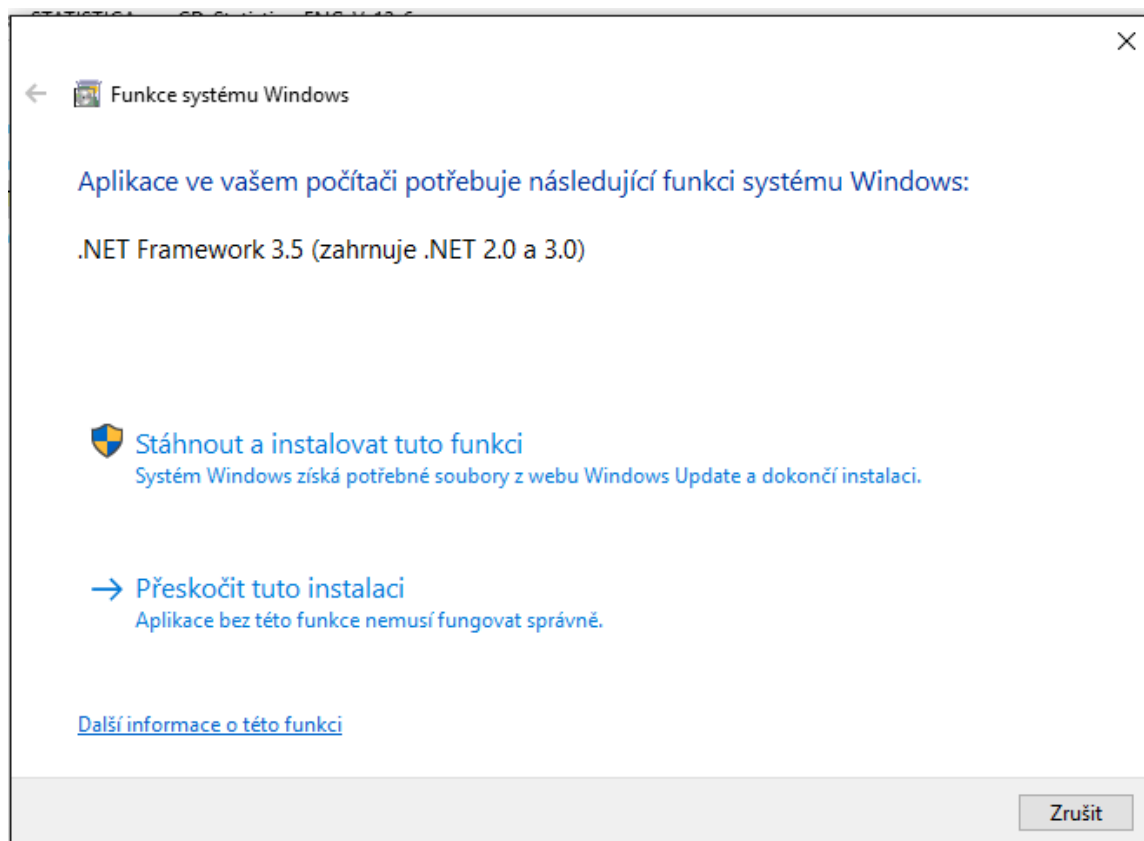 Funkce systému Windows
Aplikace ve vašem počítači potřebuje následující funkci systému Windows:
.NET Framework 3.5 (zahrnuje .NET 2.0 a 3.0)
Stáhnout a instalovat tuto funkci
Systém Windows získá potřebné soubory z webu Windows Update a dokončí instalaci.
Přeskočit tuto instalaci
Aplikace bez této funkce nemusí fungovat správně.
Další informace o této funkci
Zrušit